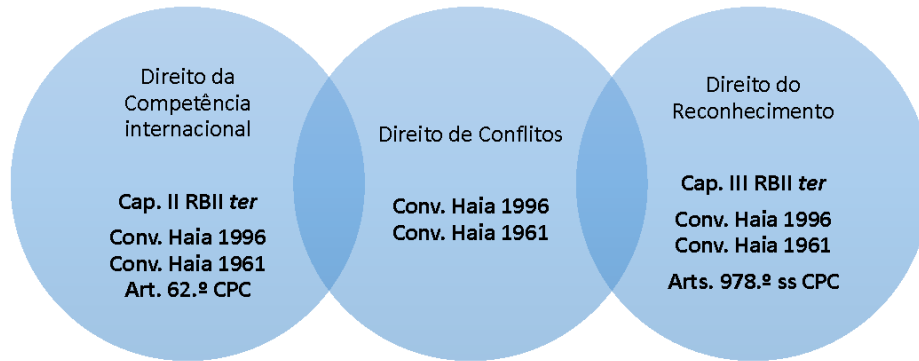 Direito da
Competência
internacional
Cap. II RBII ter
Conv. Haia 1996
Conv. Haia 1961
Art. 62.º CPC
Direito de Conflitos
Conv. Haia 1996
Conv. Haia 1961
Direito do
Reconhecimento
Cap. III RBII ter
Conv. Haia 1996
Conv. Haia 1961
Arts. 978.º ss CPC